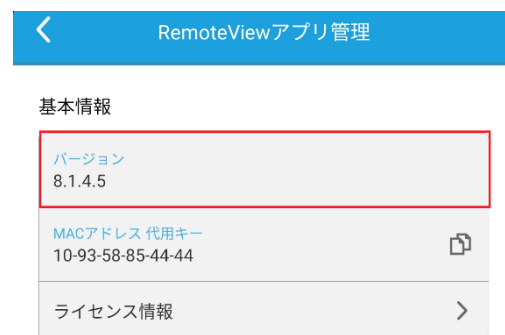 RemoteViewアプリ管理
基本情報
バージョン
8.1.4.5
MACアドレス 代用キー
10-93-58-85-44-44
ライセンス情報